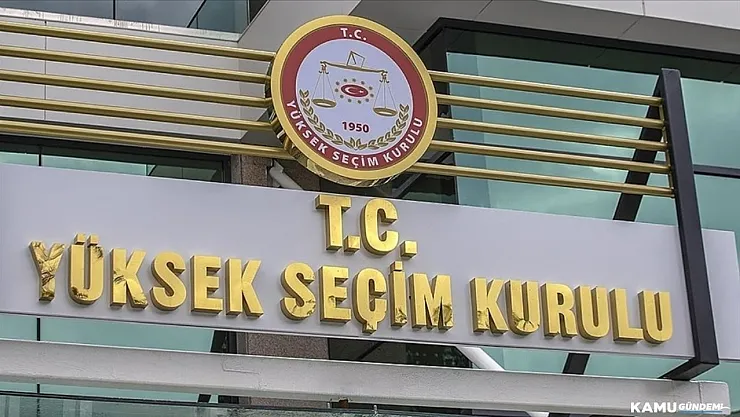 T.C.
1950
YÜKSEK SEÇİM KURULU
T.C.
YÜKSEK SEÇİM KURULU
KAMU GÜNDEMİ